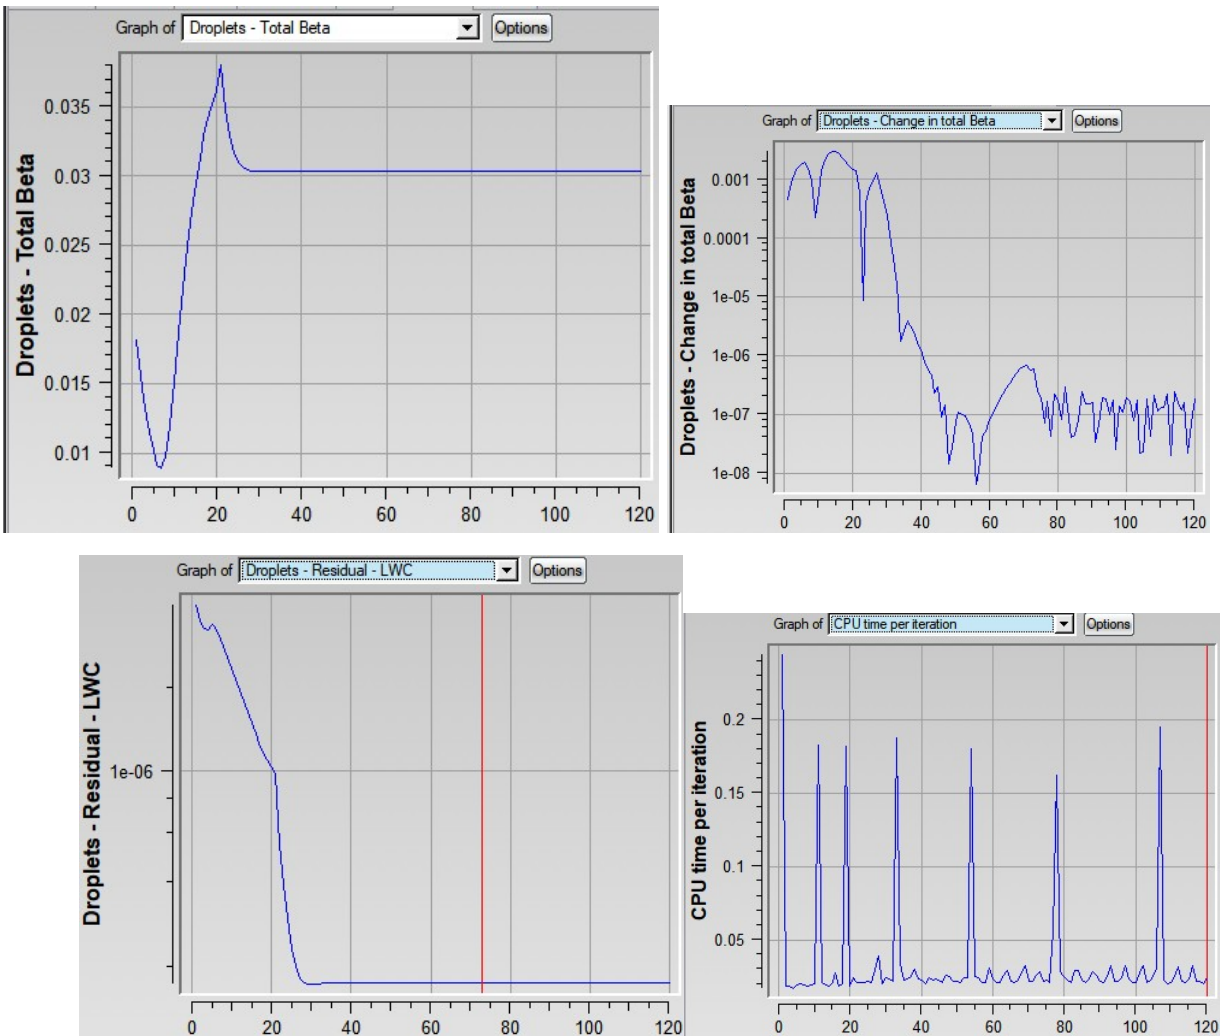 Graph of Droplets - Total Beta Options
0.035
0.03
0.025
0.02
0.015
0.01
Droplets - Total Beta
0 20 40 60 80 100 120
Graph of Droplets - Change in total Beta Options
0.001
0.0001
1e-05
1e-06
1e-07
1e-08
Droplets - Change in total Beta
0 20 40 60 80 100 120
Graph of Droplets - Residual - LWC Options
1e-06
Droplets - Residual - LWC
0 20 40 60 80 100 120
Graph of CPU time per iteration Options
0.2
0.15
0.1
0.05
CPU time per iteration
0 20 40 60 80 100 120